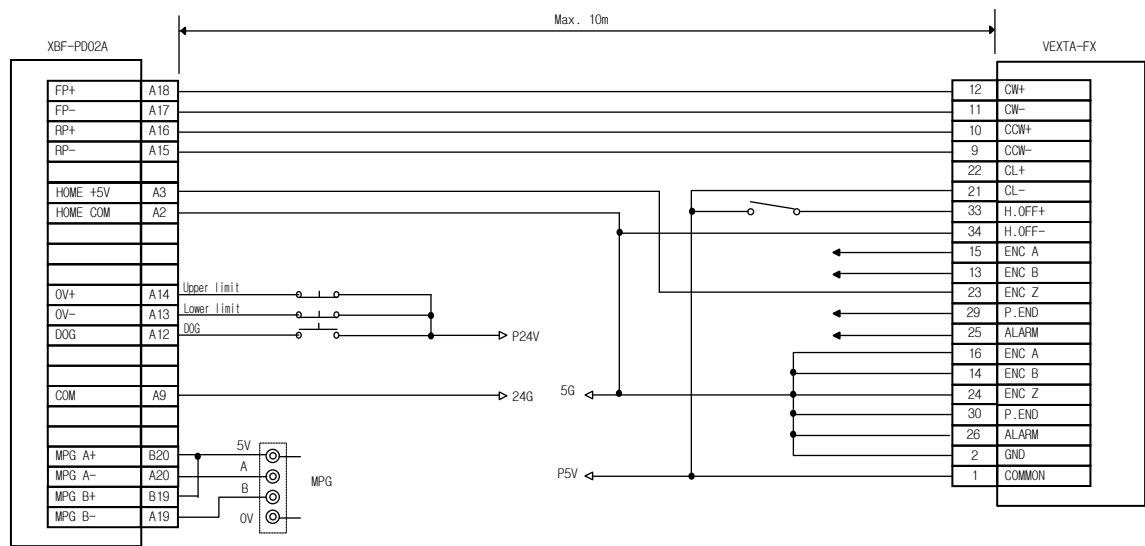 Max. 10m
XBF-PD02A
VEXTA-FX
FP+ A18
12 CW+
FP- A17
11 CW-
RP+ A16
10 CCW+
RP- A15
9 CCW-
22 CL+
HOME +5V A3
21 CL-
HOME COM A2
33 H.OFF+
34 H.OFF-
15 ENC A
13 ENC B
OV+ A14 Upper limit
23 ENC Z
OV- A13 Lower limit
29 P.END
DOG A12 DOG
P24V
25 ALARM
16 ENC A
14 ENC B
COM A9
24G
5G
24 ENC Z
30 P.END
26 ALARM
MPG A+ B20 5V
2 GND
MPG A- A20 A
MPG
P5V
1 COMMON
MPG B+ B19 B
MPG B- A19 0V